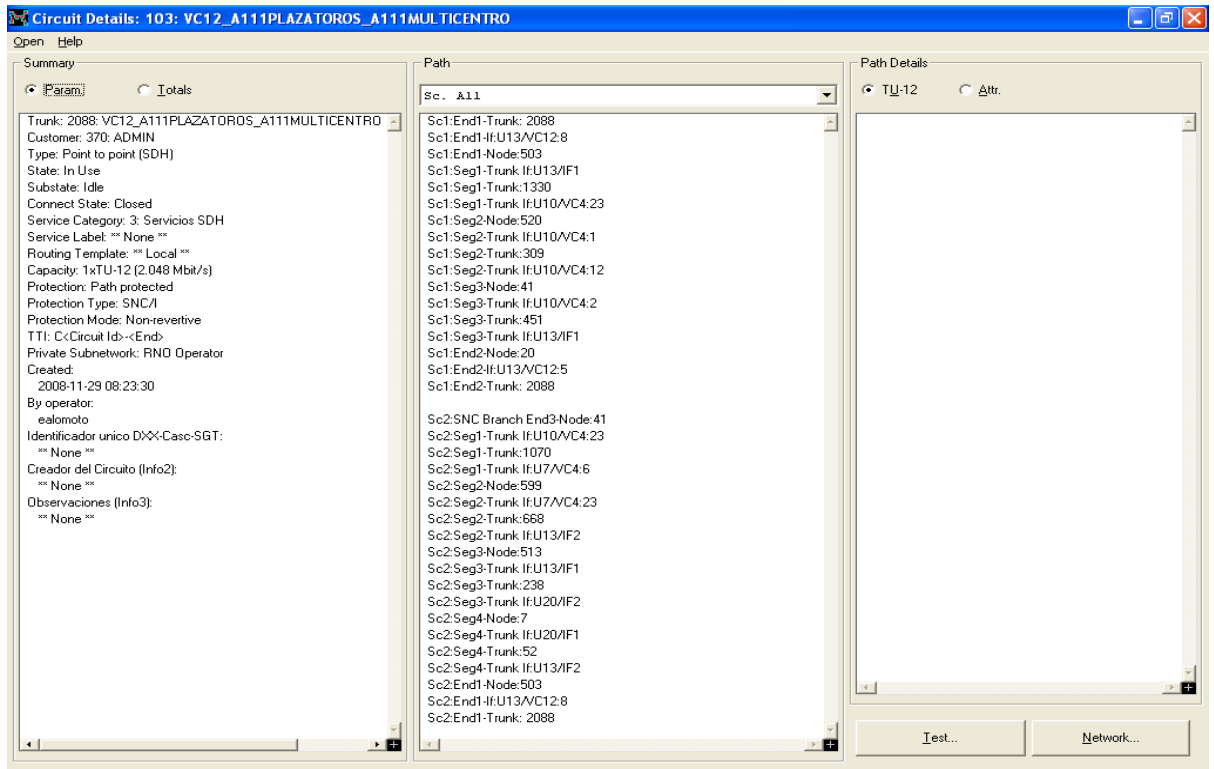 Circuit Details: 103: VC12_A111PLAZATOROS_A111MULTICENTRO
Open Help
Summary
Param.
Totals
Trunk: 2088: VC12_A111PLAZATOROS_A111MULTICENTRO
Customer: 370: ADMIN
Type: Point to point (SDH)
State: In Use
Substate: Idle
Connect State: Closed
Service Category: 3: Servicios SDH
Service Label: ** None **
Routing Template: ** Local **
Capacity: 1xTU-12 (2.048 Mbit/s)
Protection: Path protected
Protection Type: SNC/I
Protection Mode: Non-revertive
TTI: C<Circuit Id>-<End>
Private Subnetwork: RNO Operator
Created:
2008-11-29 08:23:30
By operator:
ealomoto
Identificador unico DXX-Casc-SGT:
** None **
Creador del Circuito (Info2):
** None **
Observaciones (Info3):
** None **
Path
Sc. All
Sc1:End1-Trunk: 2088
Sc1:End1-If:U13/VC12:8
Sc1:End1-Node:503
Sc1:Seg1-Trunk If:U13/IF1
Sc1:Seg1-Trunk:1330
Sc1:Seg1-Trunk If:U10/VC4:23
Sc1:Seg2-Node:520
Sc1:Seg2-Trunk If:U10/VC4:1
Sc1:Seg2-Trunk:309
Sc1:Seg2-Trunk If:U10/VC4:12
Sc1:Seg3-Node:41
Sc1:Seg3-Trunk If:U10/VC4:2
Sc1:Seg3-Trunk:451
Sc1:Seg3-Trunk If:U13/IF1
Sc1:End2-Node:20
Sc1:End2-If:U13/VC12:5
Sc1:End2-Trunk: 2088
Sc2:SNC Branch End3-Node:41
Sc2:Seg1-Trunk If:U10/VC4:23
Sc2:Seg1-Trunk:1070
Sc2:Seg1-Trunk If:U7/VC4:6
Sc2:Seg2-Node:599
Sc2:Seg2-Trunk If:U7/VC4:23
Sc2:Seg2-Trunk:668
Sc2:Seg2-Trunk If:U13/IF2
Sc2:Seg3-Node:513
Sc2:Seg3-Trunk If:U13/IF1
Sc2:Seg3-Trunk:238
Sc2:Seg3-Trunk If:U20/IF2
Sc2:Seg4-Node:7
Sc2:Seg4-Trunk If:U20/IF1
Sc2:Seg4-Trunk:52
Sc2:Seg4-Trunk If:U13/IF2
Sc2:End1-Node:503
Sc2:End1-If:U13/VC12:8
Sc2:End1-Trunk: 2088
Path Details
TU-12
Attr.
Test...
Network...